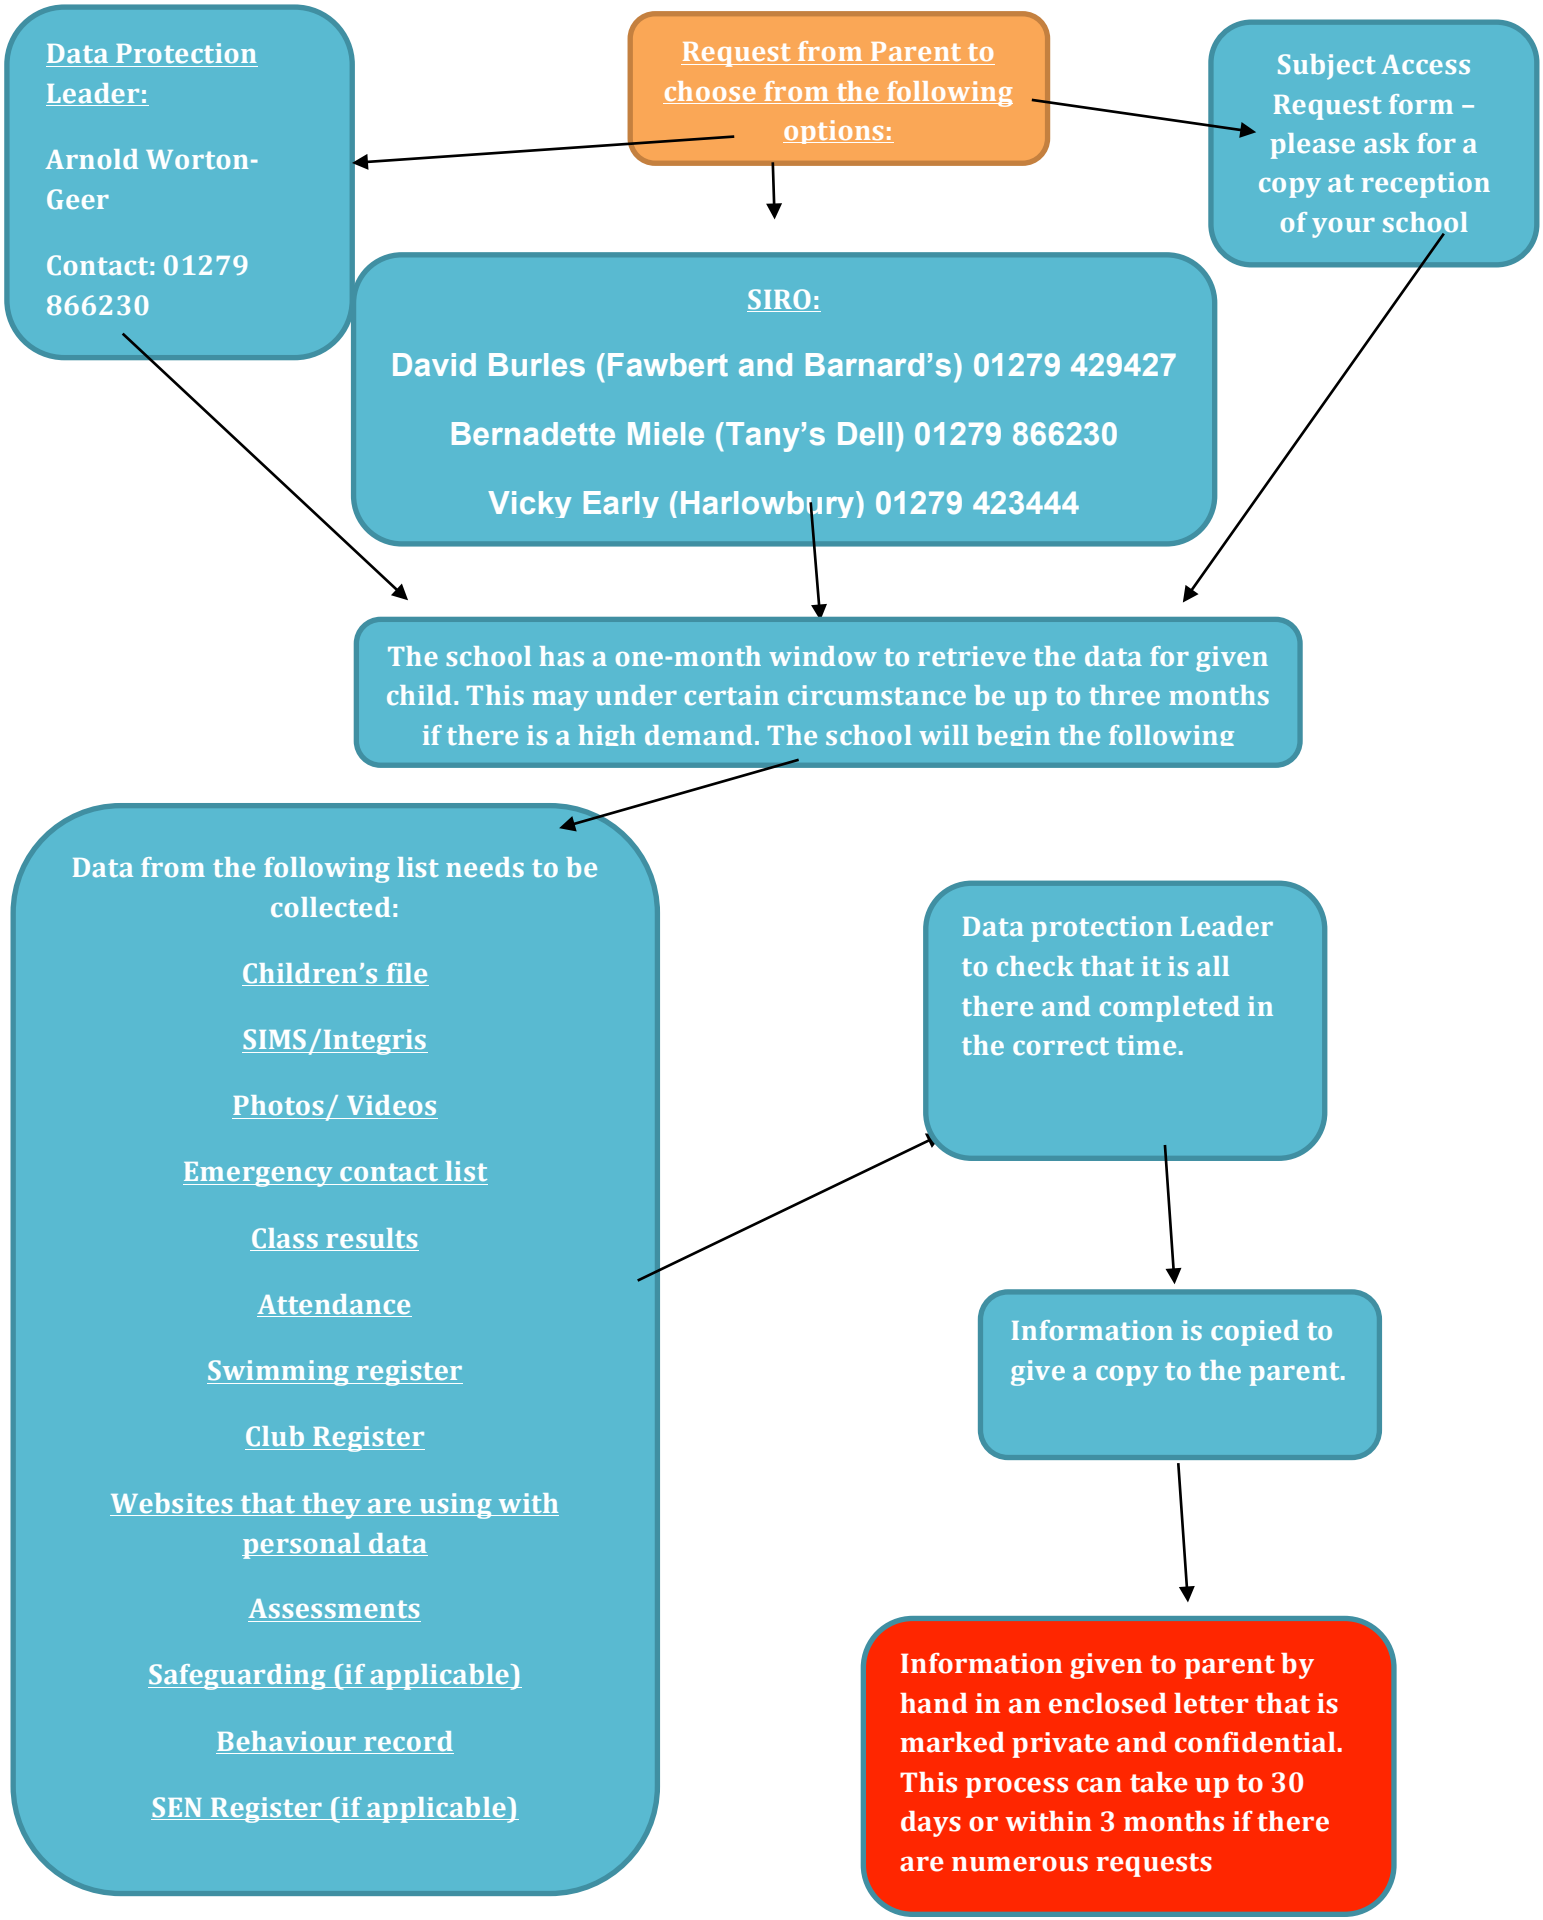 Data Protection
Leader:
Arnold Worton-
Geer
Contact: 01279
866230
Request from Parent to
choose from the following
options:
Subject Access
Request form –
please ask for a
copy at reception
of your school
SIRO:
David Burles (Fawbert and Barnard’s) 01279 429427
Bernadette Miele (Tany’s Dell) 01279 866230
Vicky Early (Harlowbury) 01279 423444
The school has a one-month window to retrieve the data for given
child. This may under certain circumstance be up to three months
if there is a high demand. The school will begin the following
Data from the following list needs to be
collected:
Children’s file
SIMS/Integris
Photos/ Videos
Emergency contact list
Class results
Attendance
Swimming register
Club Register
Websites that they are using with
personal data
Assessments
Safeguarding (if applicable)
Behaviour record
SEN Register (if applicable)
Data protection Leader
to check that it is all
there and completed in
the correct time.
Information is copied to
give a copy to the parent.
Information given to parent by
hand in an enclosed letter that is
marked private and confidential.
This process can take up to 30
days or within 3 months if there
are numerous requests